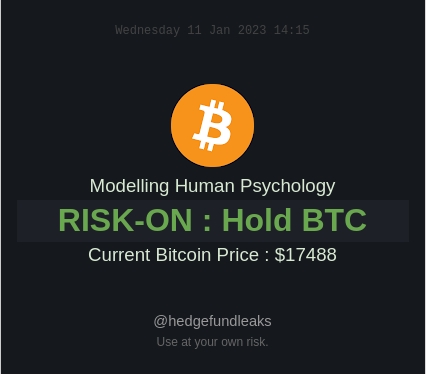 Wednesday 11 Jan 2023 14:15
Modelling Human Psychology
RISK-ON : Hold BTC
Current Bitcoin Price : $17488
@hedgefundleaks
Use at your own risk.